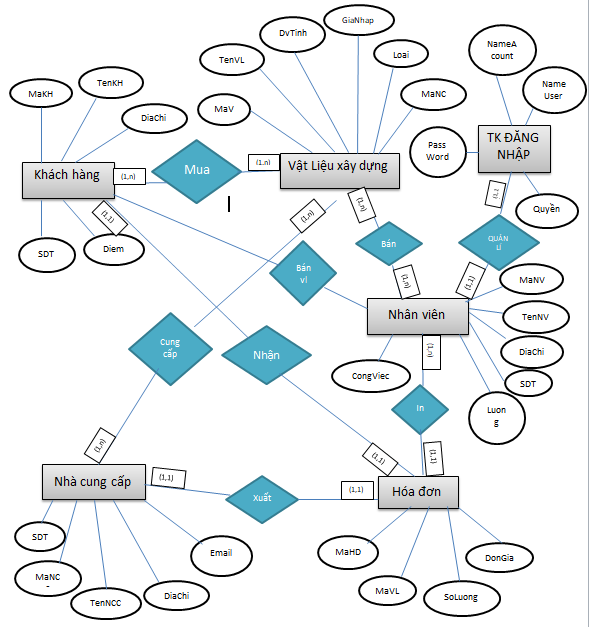 GiaNhap
DvTinh
TenVL
Loai
NameA
count
MaKH
TenKH
DiaChi
MaV
MaNC
Name
User
Pass
Word
TK ĐĂNG
NHẬP
Khách hàng
(1,n)
Mua
(1,n)
Vật Liệu xây dựng
(1,1
Quyền
(1,1)
(1,n)
(1,n)
SDT
Diem
Bán
QUẢN
LÍ
Bán
vl
(1,n)
(1,1)
MaNV
TenNV
DiaChi
SDT
Luon
g
Nhân viên
Cung
cấp
Nhận
(1,n)
CongViec
In
(1,n)
(1,1)
(1,1)
Nhà cung cấp
(1,1)
Xuất
(1,1)
Hóa đơn
SDT
MaNC
TenNCC
DiaChi
Email
MaHD
MaVL
SoLuong
DonGia